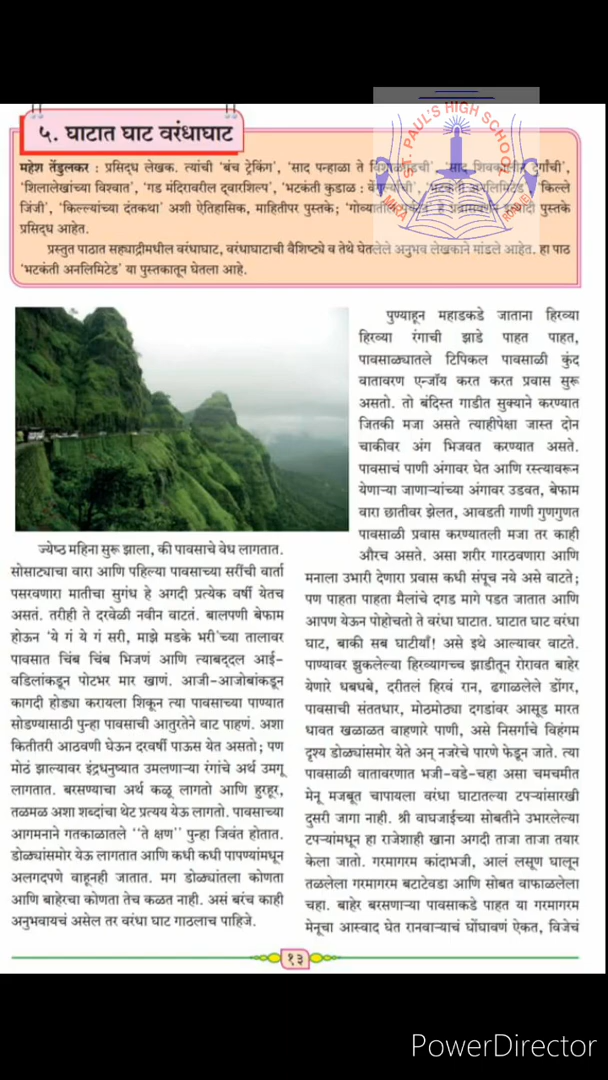 ST. PAUL'S HIGH SCHOOL
५. घाटात घाट वरंधाघाट
महेश तेंडुलकर : प्रसिद्ध लेखक. त्यांची 'बंच ट्रेकिंग', 'साद पन्हाळा ते विशाळगडची',
'शिलालेखांच्या विश्वात', 'गड मंदिरावरील द्वारशिल्प', 'भटकंती कुडाळ : 'भटकंती अनलिमिटेड' 'किल्ले
जिंजी', 'किल्ल्यांच्या दंतकथा' अशी ऐतिहासिक, माहितीपर पुस्तके; हे प्रवासवर्णन इत्यादी पुस्तके
प्रसिद्ध आहेत.
प्रस्तुत पाठात सह्याद्रीमधील वरंधाघाट, वरंधाघाटाची वैशिष्ट्ये व तेथे घेतलेले अनुभव लेखकाने मांडले आहेत. हा पाठ
'भटकंती अनलिमिटेड' या पुस्तकातून घेतला आहे.
ज्येष्ठ महिना सुरू झाला, की पावसाचे वेध लागतात.
सोसाट्याचा वारा आणि पहिल्या पावसाच्या सरींची वार्ता
पसरवणारा मातीचा सुगंध हे अगदी प्रत्येक वर्षी येतच
असतं. तरीही ते दरवेळी नवीन वाटतं. बालपणी बेफाम
होऊन 'ये गं ये गं सरी, माझे मडके भरी'च्या तालावर
पावसात चिंब चिंब भिजणं आणि त्याबद्दल आई-
वडिलांकडून पोटभर मार खाणं. आजी-आजोबांकडून
कागदी होड्या करायला शिकून त्या पावसाच्या पाण्यात
सोडण्यासाठी पुन्हा पावसाची आतुरतेने वाट पाहणं. अशा
कितीतरी आठवणी घेऊन दरवर्षी पाऊस येत असतो; पण
मोठं झाल्यावर इंद्रधनुष्यात उमलणाऱ्या रंगांचे अर्थ उमगू
लागतात. बरसण्याचा अर्थ कळू लागतो आणि हुरहूर,
तळमळ अशा शब्दांचा थेट प्रत्यय येऊ लागतो. पावसाच्या
आगमनाने गतकाळातले ''ते क्षण'' पुन्हा जिवंत होतात.
डोळ्यांसमोर येऊ लागतात आणि कधी कधी पापण्यांमधून
अलगदपणे वाहूनही जातात. मग डोळ्यांतला कोणता
आणि बाहेरचा कोणता तेच कळत नाही. असं बरंच काही
अनुभवायचं असेल तर वरंधा घाट गाठलाच पाहिजे.
पुण्याहून महाडकडे जाताना हिरव्या
हिरव्या रंगाची झाडे पाहत पाहत,
पावसाळ्यातले टिपिकल पावसाळी कुंद
वातावरण एन्जॉय करत करत प्रवास सुरू
असतो. तो बंदिस्त गाडीत सुक्याने करण्यात
जितकी मजा असते त्याहीपेक्षा जास्त दोन
चाकीवर अंग भिजवत करण्यात असते.
पावसाचं पाणी अंगावर घेत आणि रस्त्यावरून
येणाऱ्या जाणाऱ्यांच्या अंगावर उडवत, बेफाम
वारा छातीवर झेलत, आवडती गाणी गुणगुणत
पावसाळी प्रवास करण्यातली मजा तर काही
औरच असते. असा शरीर गारठवणारा आणि
मनाला उभारी देणारा प्रवास कधी संपूच नये असे वाटते;
पण पाहता पाहता मैलांचे दगड मागे पडत जातात आणि
आपण येऊन पोहोचतो ते वरंधा घाटात. घाटात घाट वरंधा
घाट, बाकी सब घाटीयाँ! असे इथे आल्यावर वाटते.
पाण्यावर झुकलेल्या हिरव्यागच्च झाडीतून रोरावत बाहेर
येणारे धबधबे, दरीतलं हिरवं रान, ढगाळलेले डोंगर,
पावसाची संततधार, मोठमोठ्या दगडांवर आसूड मारत
धावत खळाळत वाहणारे पाणी, असे निसर्गाचे विहंगम
दृश्य डोळ्यांसमोर येते अन् नजरेचे पारणे फेडून जाते. त्या
पावसाळी वातावरणात भजी-वडे-चहा असा चमचमीत
मेनू मजबूत चापायला वरंधा घाटातल्या टपऱ्यांसारखी
दुसरी जागा नाही. श्री वाघजाईच्या सोबतीने उभारलेल्या
टपऱ्यांमधून हा राजेशाही खाना अगदी ताजा ताजा तयार
केला जातो. गरमागरम कांदाभजी, आलं लसूण घालून
तळलेला गरमागरम बटाटेवडा आणि सोबत वाफाळलेला
चहा. बाहेर बरसणाऱ्या पावसाकडे पाहत या गरमागरम
मेनूचा आस्वाद घेत रानवाऱ्याचं घोंघावणं ऐकत, विजेचं
१३
PowerDirector